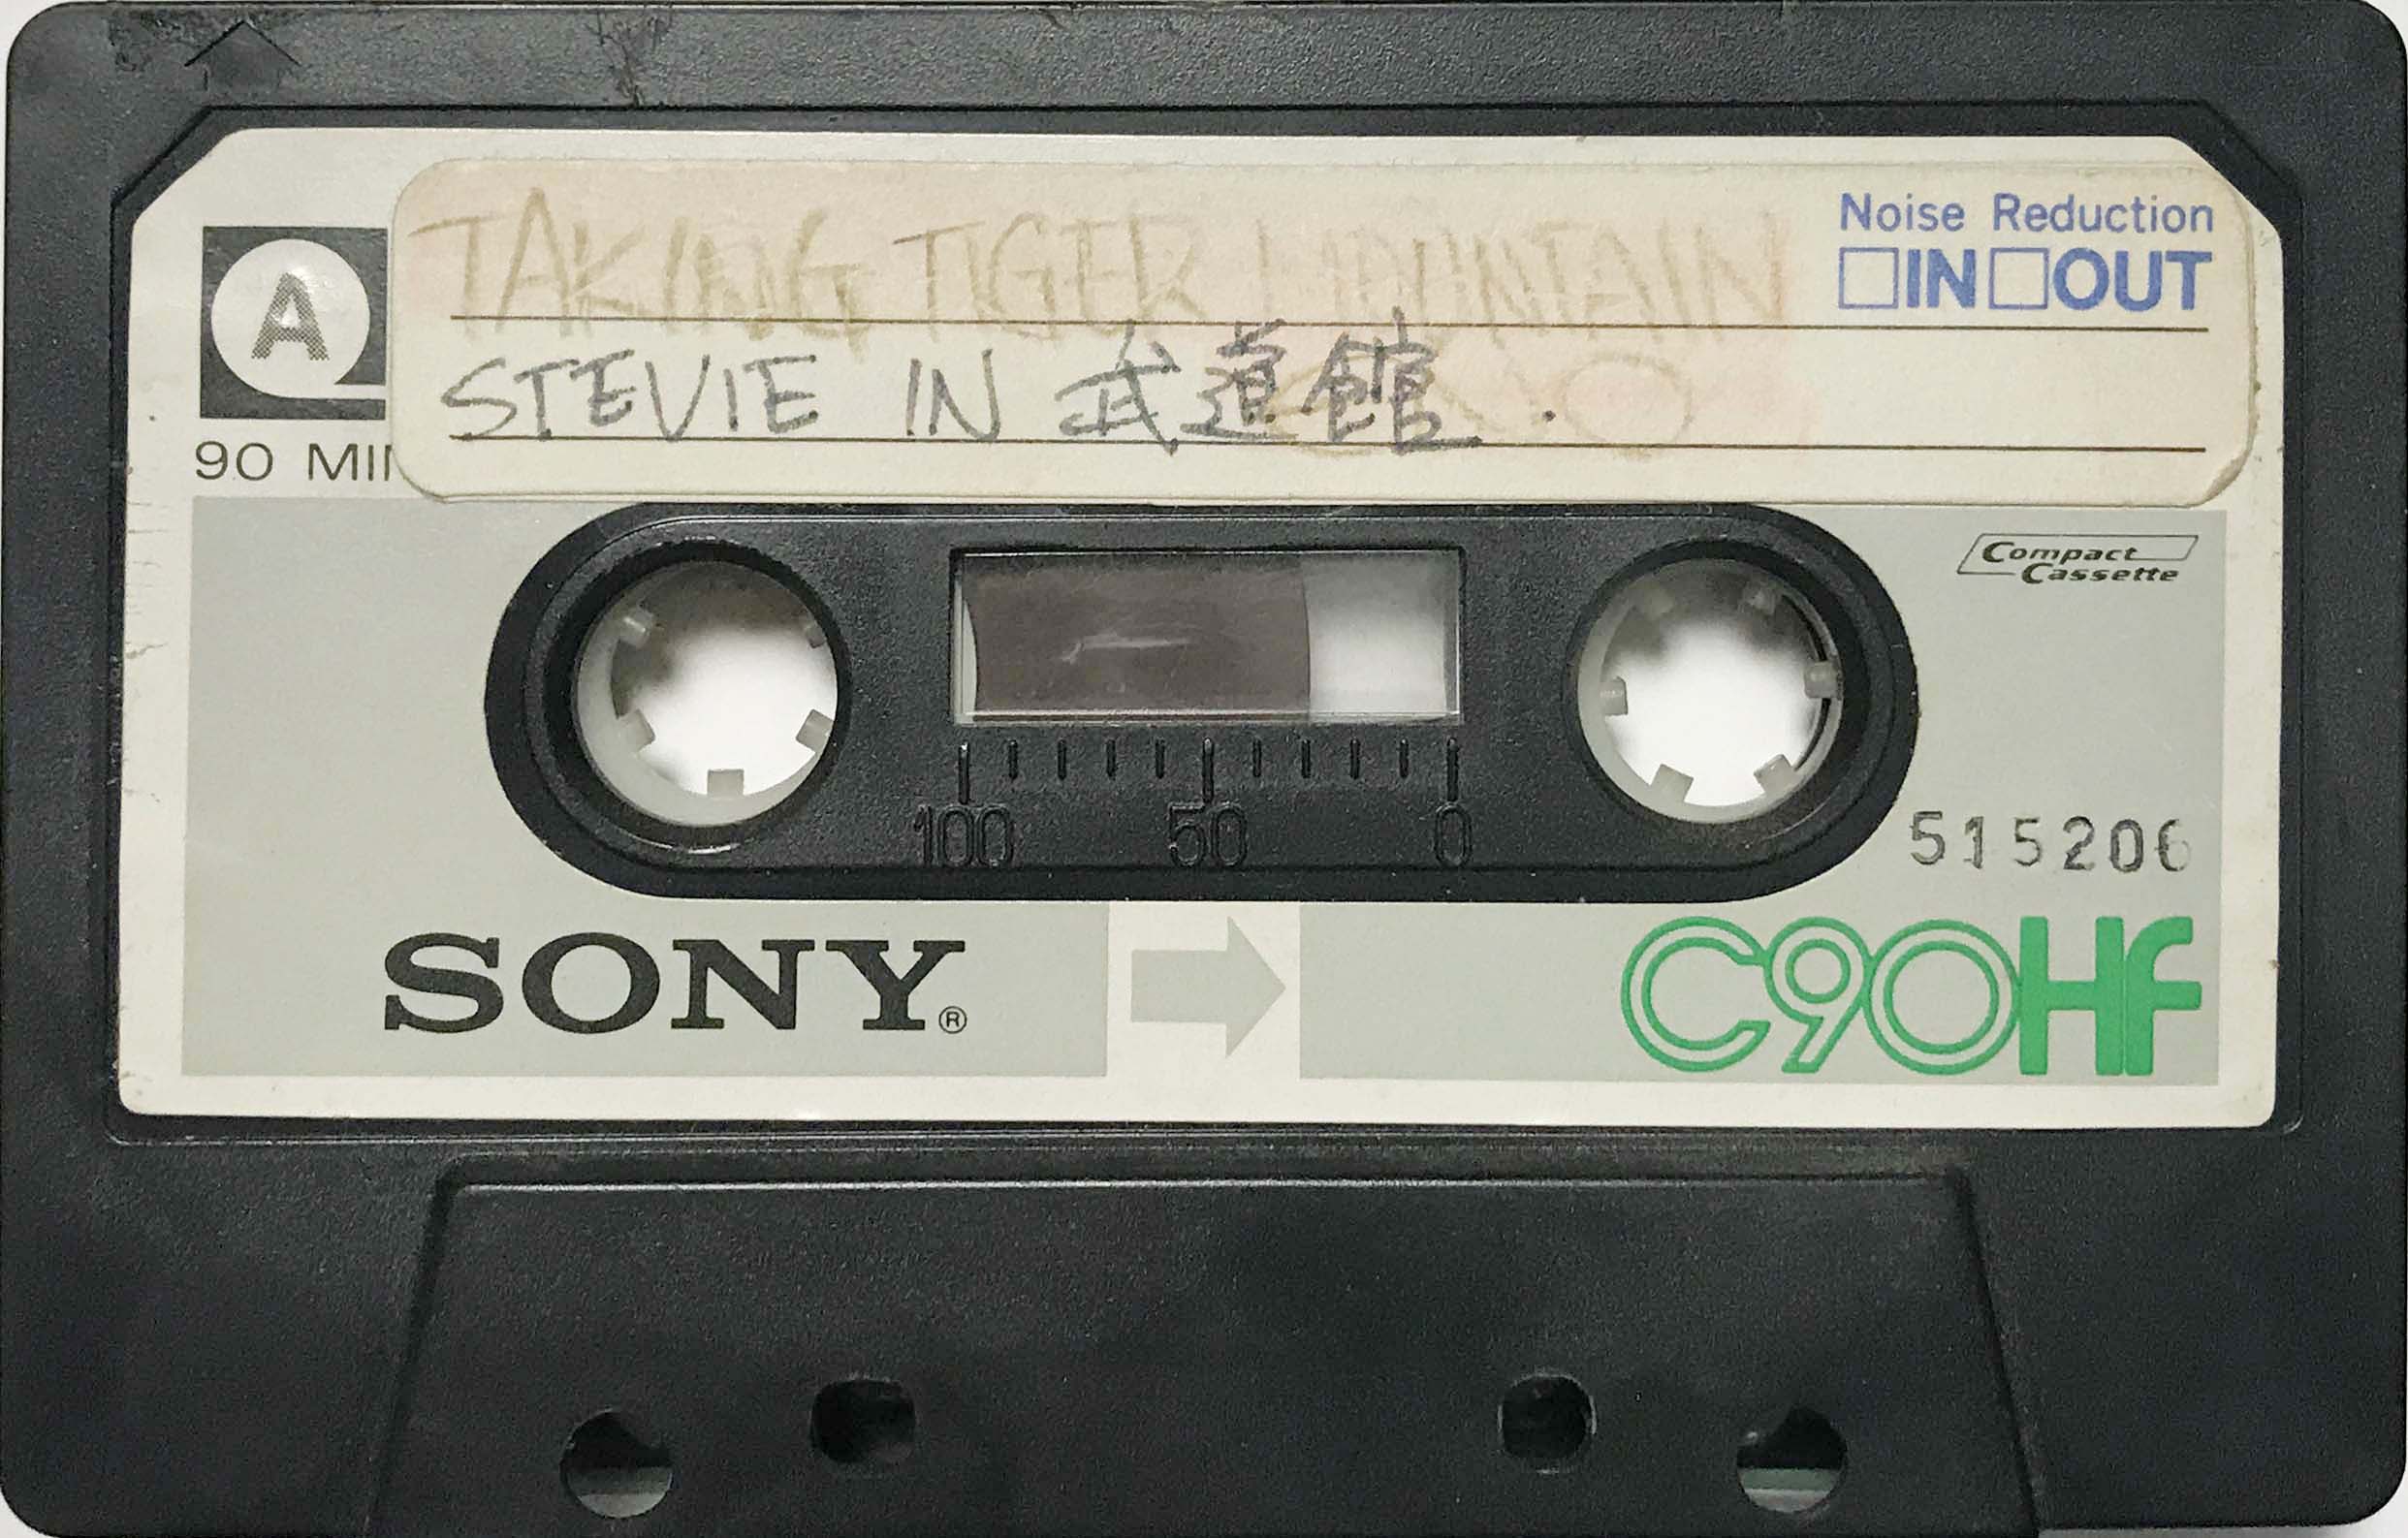 TAKING TIGER MOUNTAIN
Noise Reduction
□IN□OUT
A
STEVIE IN 武道館.
90 MIN
Compact
Cassette
100 50 0
515206
SONY®
C90Hf